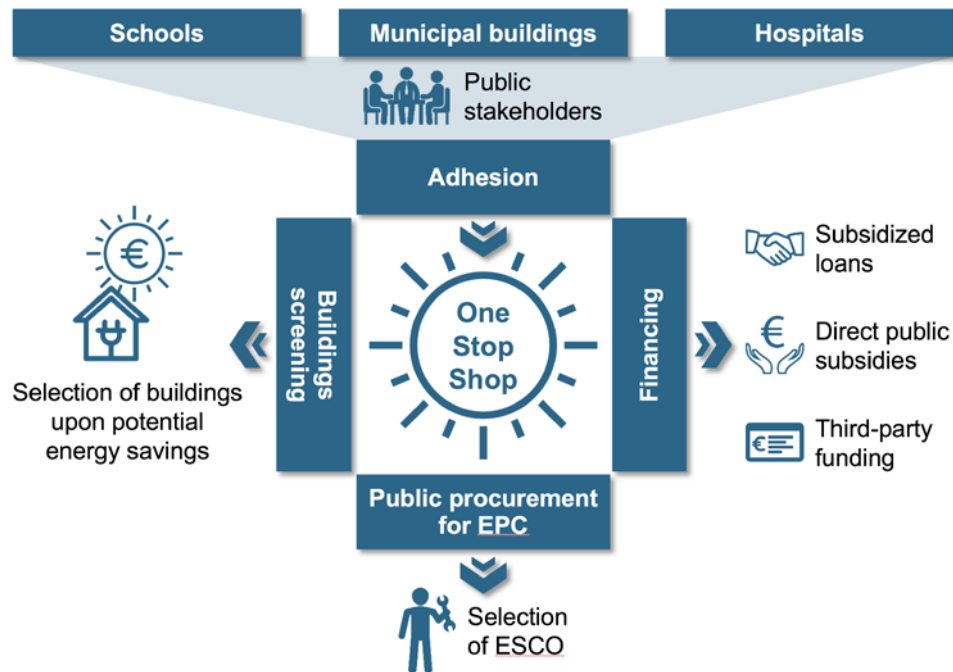 Schools
Municipal buildings
Hospitals
Public
stakeholders
Adhesion
€
Selection of buildings
upon potential
energy savings
Buildings
screening
One
Stop
Shop
Financing
Subsidized
loans
€
Direct public
subsidies
€
Third-party
funding
Public procurement
for EPC
Selection
of ESCO